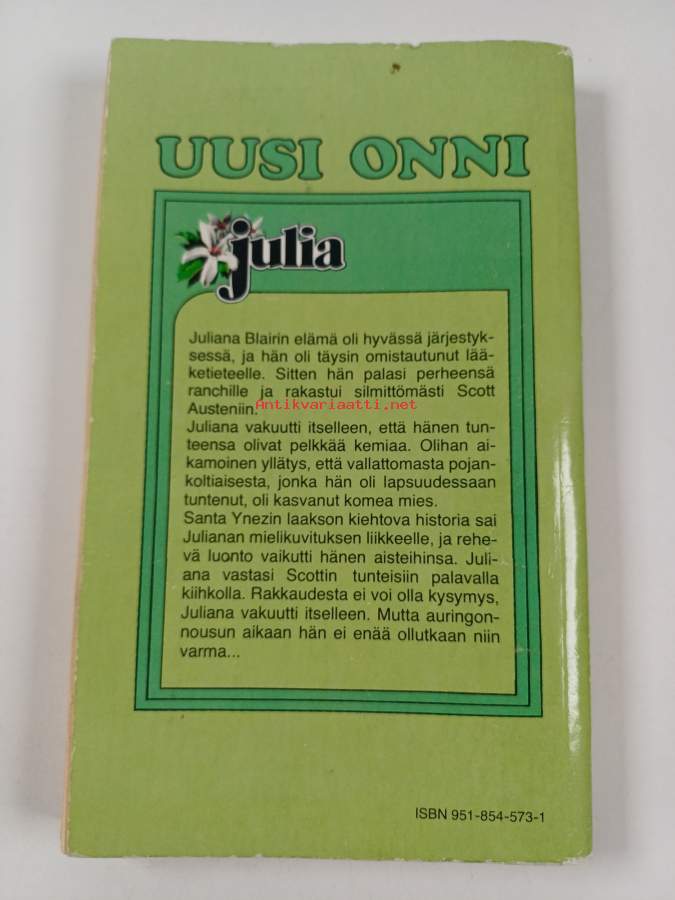 UUSI ONNI
julia
Juliana Blairin elämä oli hyvässä järjestyk-
sessä, ja hän oli täysin omistautunut lää-
ketieteelle. Sitten hän palasi perheensä
ranchille ja rakastui silmittömästi Scott
Austeniin.
Antikvariaatti.net
Juliana vakuutti itselleen, että hänen tun-
teensa olivat pelkkää kemiaa. Olihan ai-
kamoinen yllätys, että vallattomasta pojan-
koltiaisesta, jonka hän oli lapsuudessaan
tuntenut, oli kasvanut komea mies.
Santa Ynezin laakson kiehtova historia sai
Julianan mielikuvituksen liikkeelle, ja rehe-
vä luonto vaikutti hänen aisteihinsa. Juli-
ana vastasi Scottin tunteisiin palavalla
kiihkolla. Rakkaudesta ei voi olla kysymys,
Juliana vakuutti itselleen. Mutta auringon-
nousun aikaan hän ei enää ollutkaan niin
varma...
ISBN 951-854-573-1